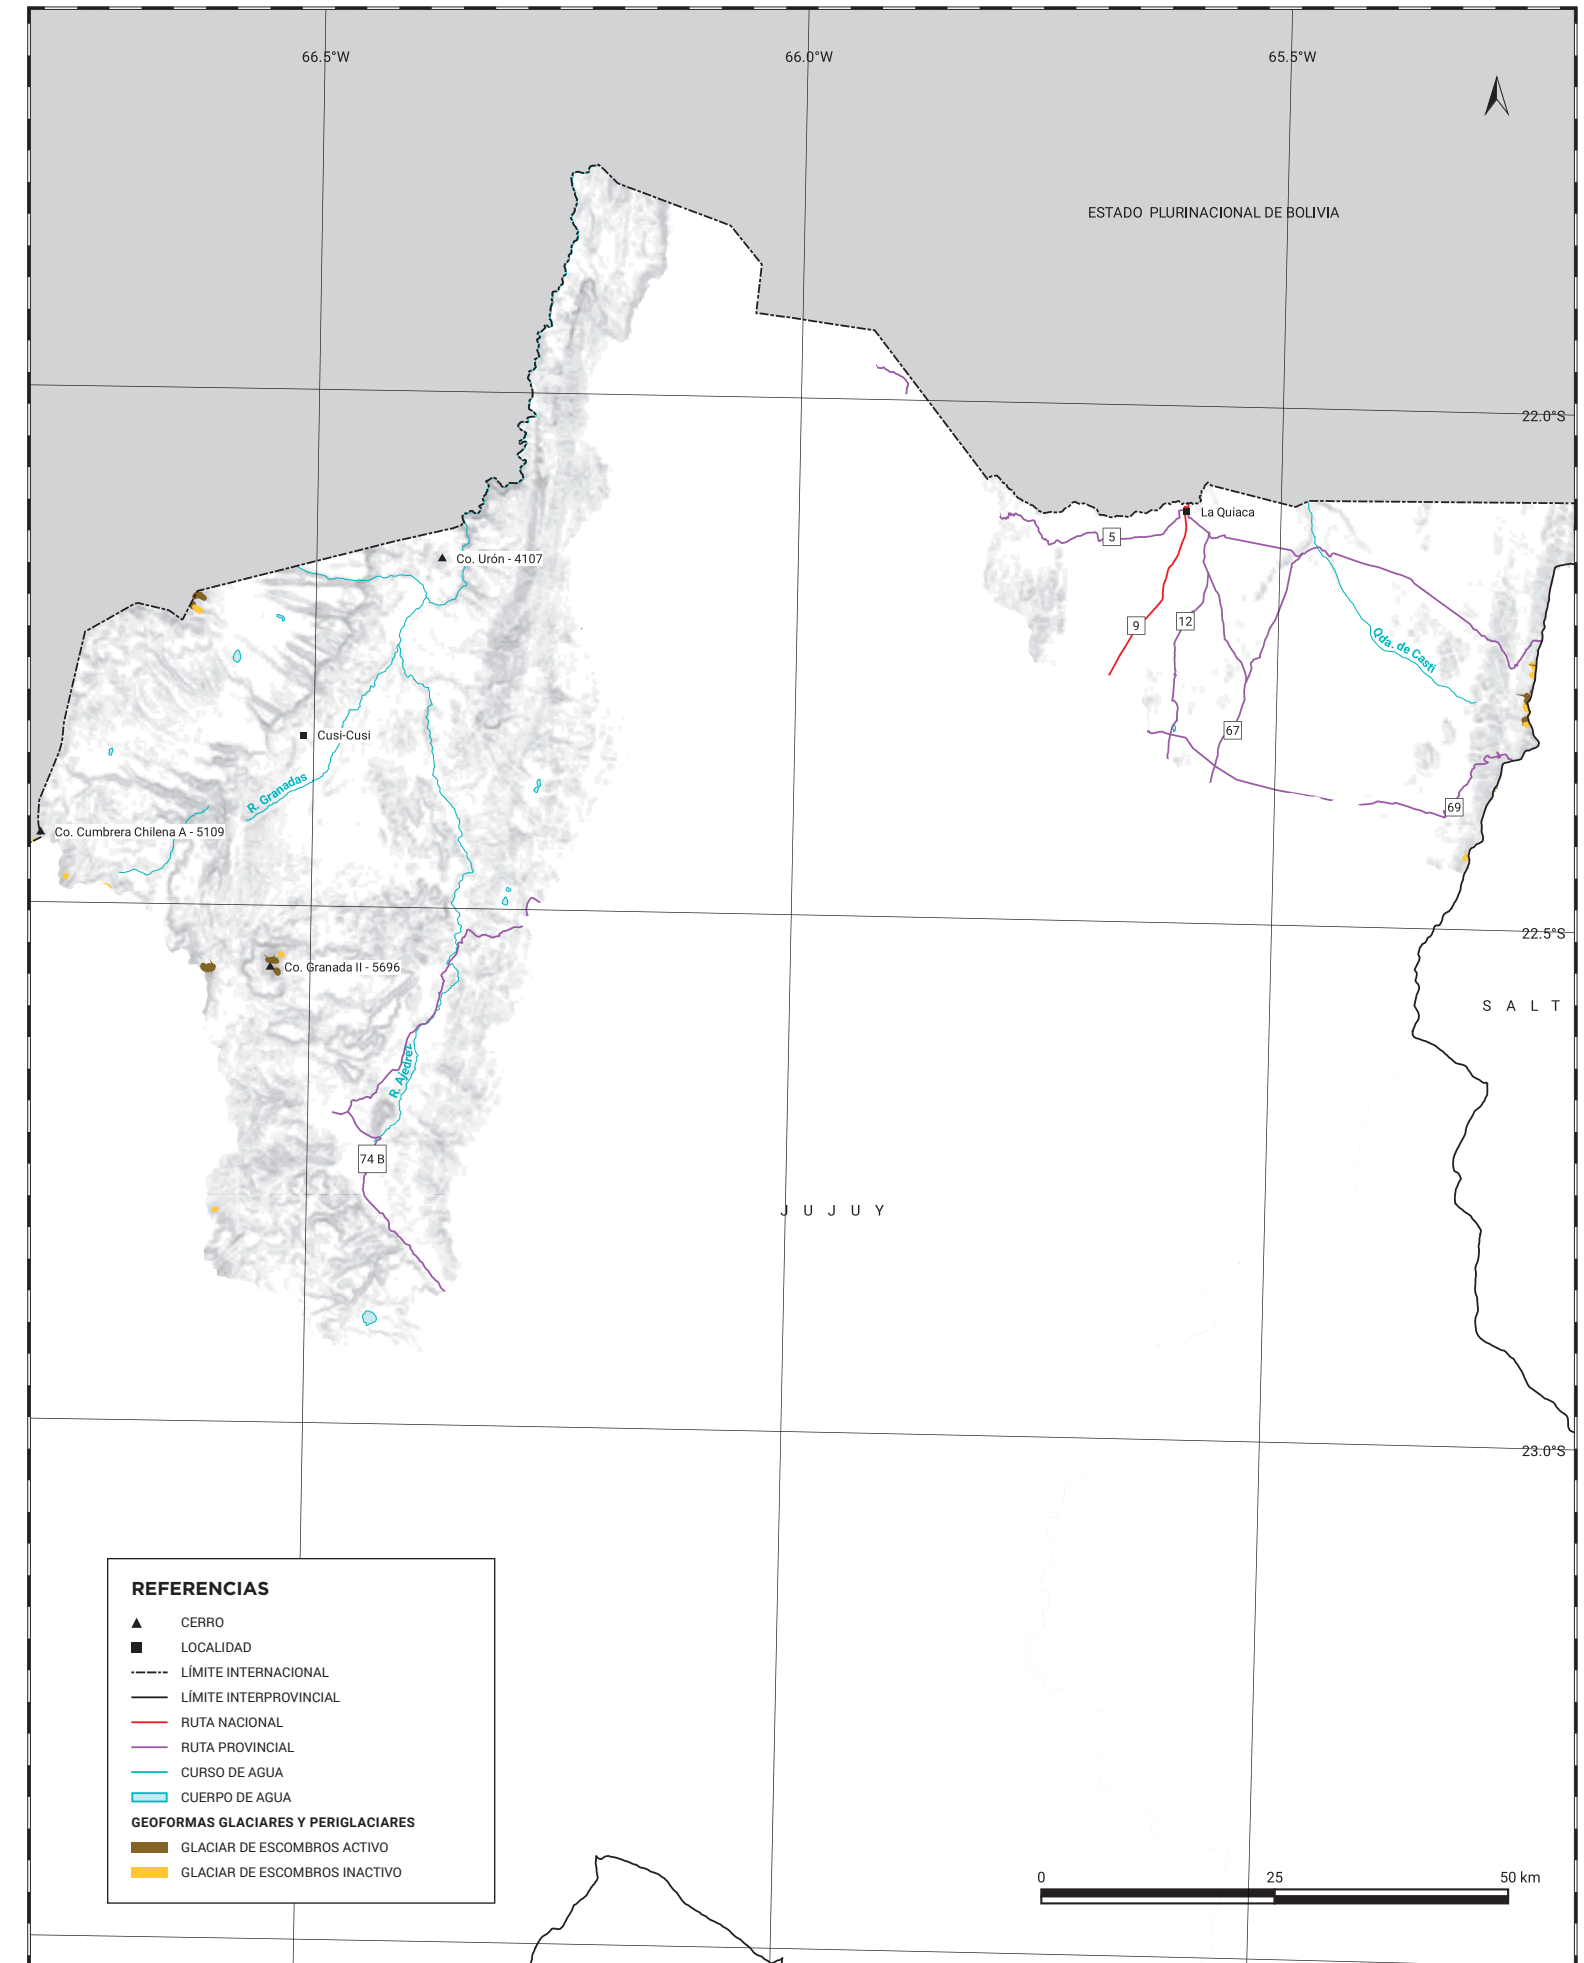 66.5°W
66.0°W
65.5°W
ESTADO PLURINACIONAL DE BOLIVIA
22.0°S
La Quiaca
5
Co. Urón - 4107
9
12
Qda. de Casti
Cusi-Cusi
67
R. Granadas
69
Co. Cumbrera Chilena A - 5109
22.5°S
Co. Granada II - 5696
S A L T
R. Ajedrez
74 B
J U J U Y
23.0°S
REFERENCIAS
CERRO
LOCALIDAD
LÍMITE INTERNACIONAL
LÍMITE INTERPROVINCIAL
RUTA NACIONAL
RUTA PROVINCIAL
CURSO DE AGUA
CUERPO DE AGUA
GEOFORMAS GLACIARES Y PERIGLACIARES
GLACIAR DE ESCOMBROS ACTIVO
GLACIAR DE ESCOMBROS INACTIVO
0 25 50 km